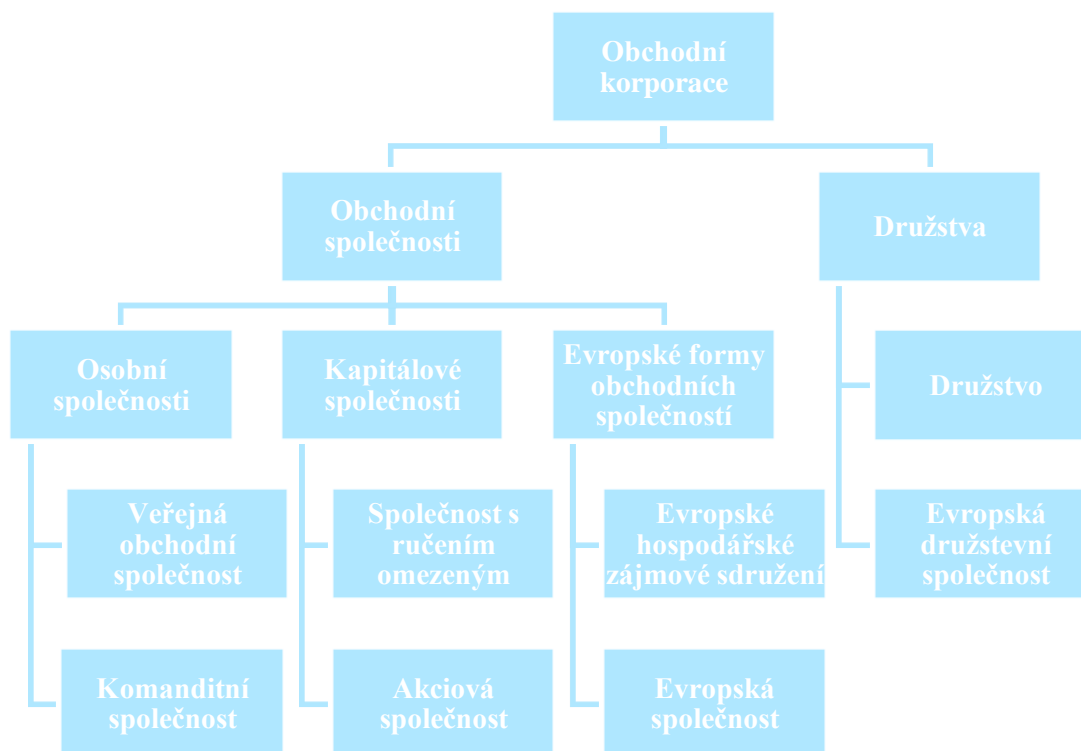 Obchodní
korporace
Obchodní
společnosti
Družstva
Osobní
společnosti
Kapitálové
společnosti
Evropské formy
obchodních
společností
Družstvo
Veřejná
obchodní
společnost
Společnost s
ručením
omezeným
Evropské
hospodářské
zájmové sdružení
Evropská
družstevní
společnost
Komanditní
společnost
Akciová
společnost
Evropská
společnost